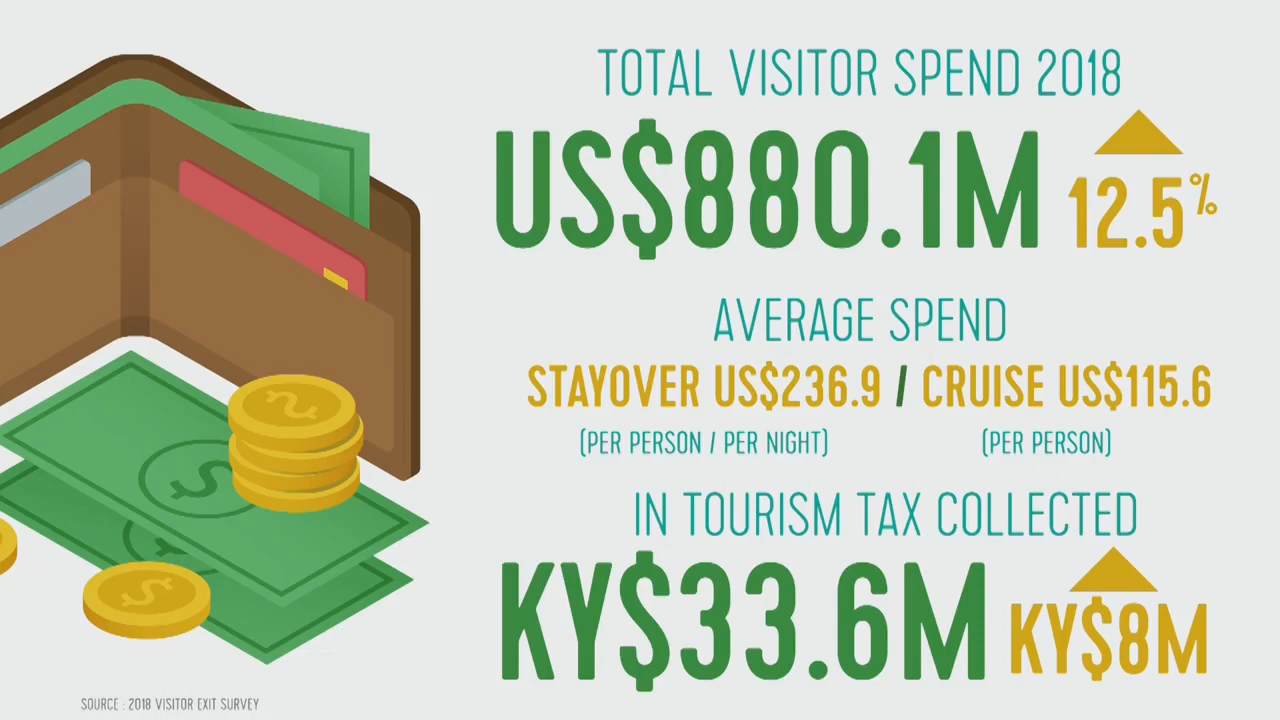 TOTAL VISITOR SPEND 2018
US$880.1M 12.5%
AVERAGE SPEND
STAYOVER US$236.9 / CRUISE US$115.6
(PER PERSON / PER NIGHT) (PER PERSON)
IN TOURISM TAX COLLECTED
KY$33.6M KY$8M
SOURCE : 2018 VISITOR EXIT SURVEY